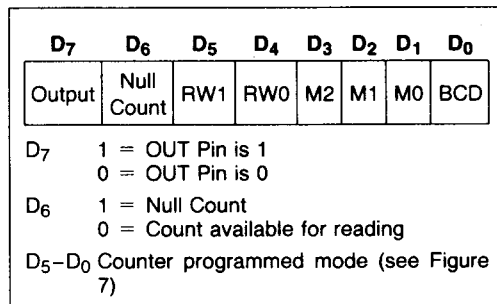 D7 D6 D5 D4 D3 D2 D1 D0
Output Null Count RW1 RW0 M2 M1 M0 BCD
D7 1 = OUT Pin is 1
0 = OUT Pin is 0
D6 1 = Null Count
0 = Count available for reading
D5–D0 Counter programmed mode (see Figure
7)